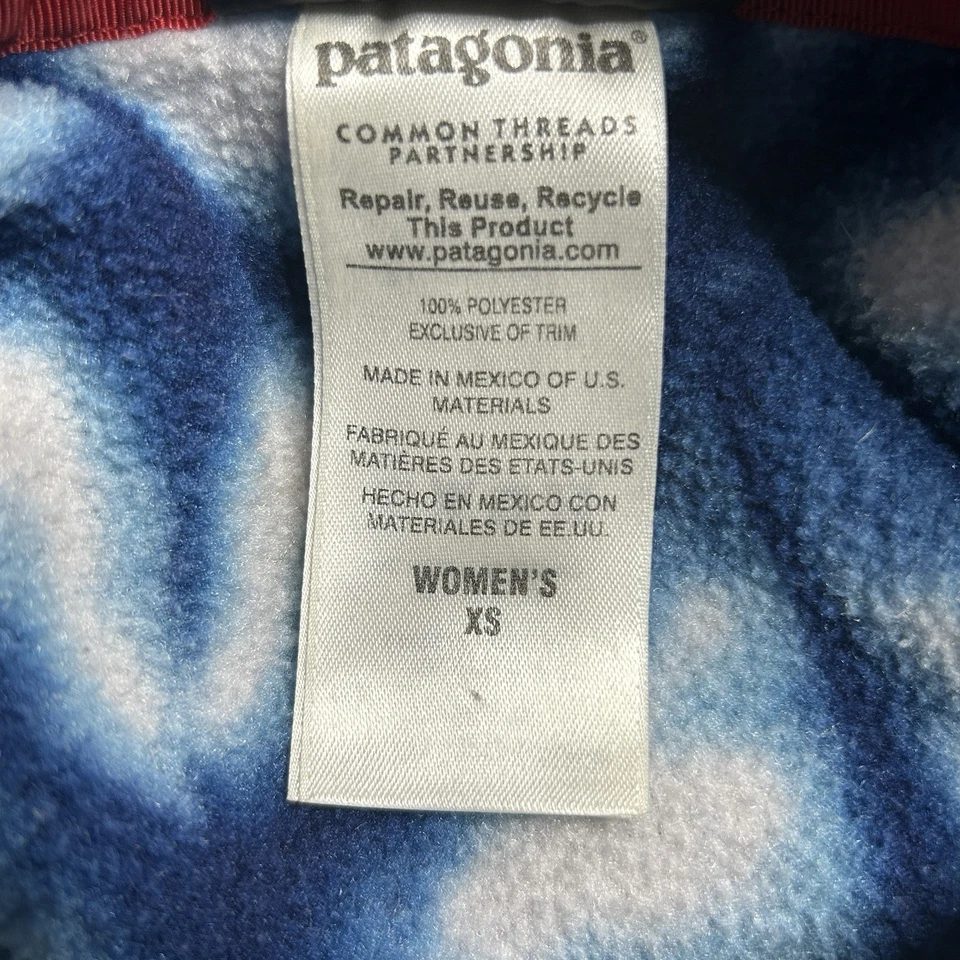 patagonia®
COMMON THREADS
PARTNERSHIP
Repair, Reuse, Recycle
This Product
www.patagonia.com
100% POLYESTER
EXCLUSIVE OF TRIM
MADE IN MEXICO OF U.S.
MATERIALS
FABRIQUÉ AU MEXIQUE DES
MATIÈRES DES ETATS-UNIS
HECHO EN MEXICO CON
MATERIALES DE EE.UU.
WOMEN'S
XS